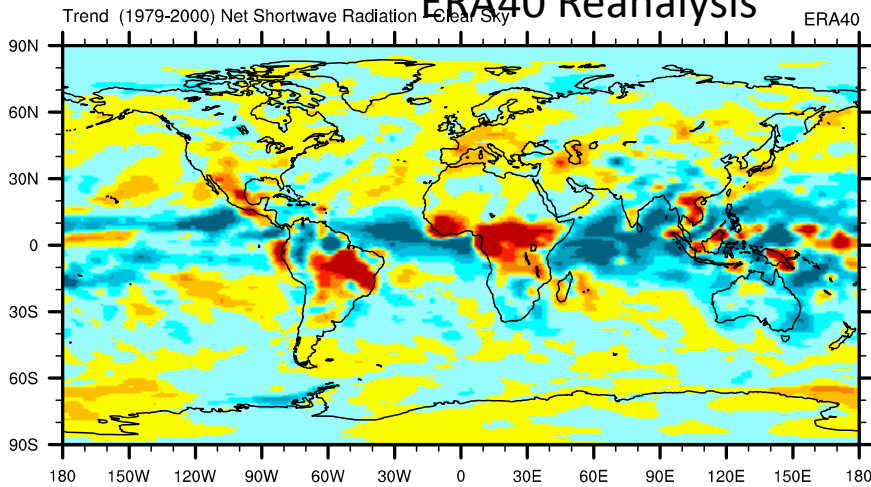 ERA40 Reanalysis
Trend (1979-2000) Net Shortwave Radiation - Clear Sky
ERA40
90N
60N
30N
0
30S
60S
90S
180 150W 120W 90W 60W 30W 0 30E 60E 90E 120E 150E 180